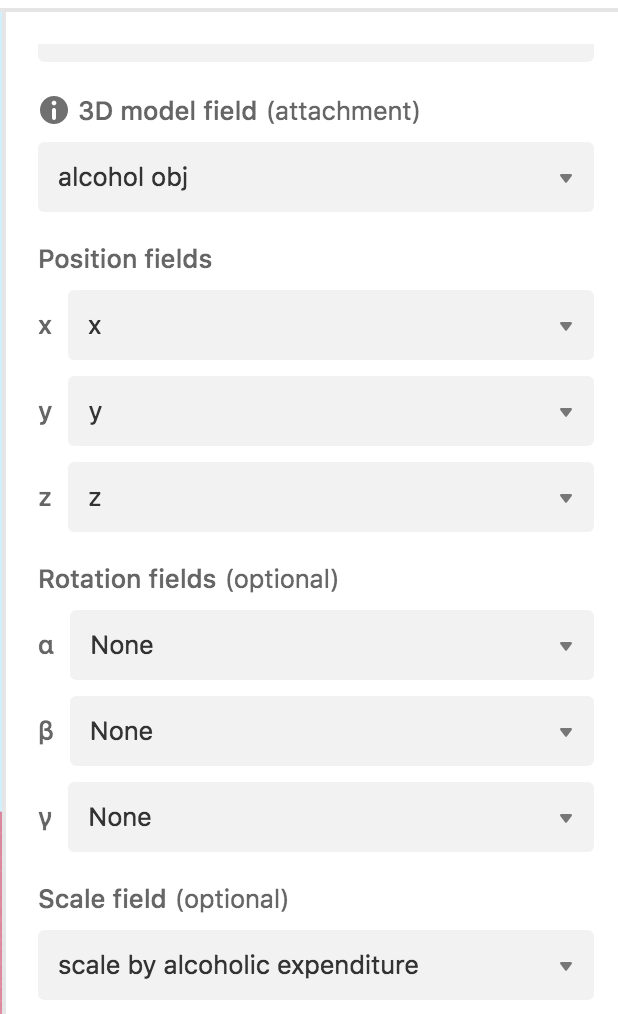 3D model field (attachment)
alcohol obj
Position fields
x x
y y
z z
Rotation fields (optional)
α None
β None
γ None
Scale field (optional)
scale by alcoholic expenditure